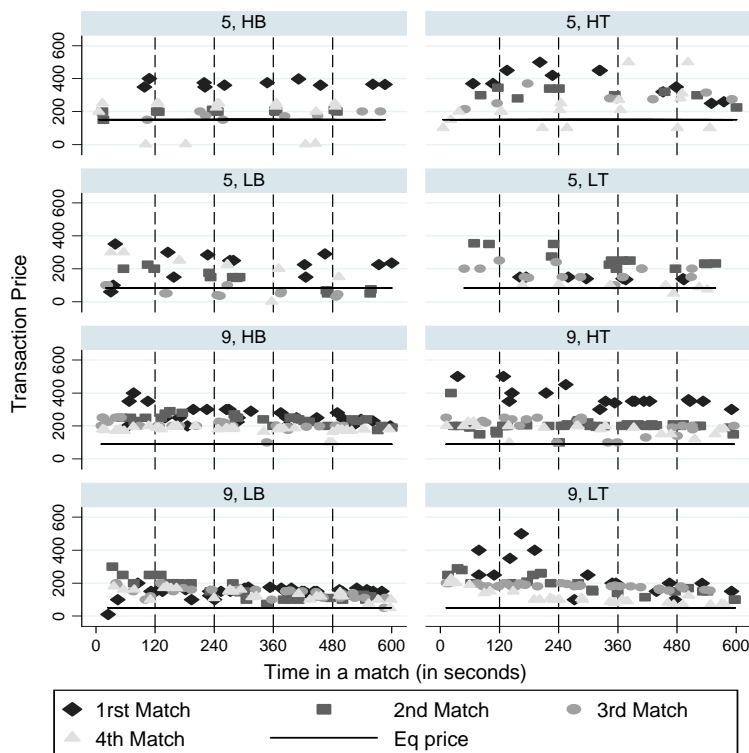 5, HB
5, HT
0 200 400 600
5, LB
5, LT
0 200 400 600
Transaction Price
9, HB
9, HT
0 200 400 600
9, LB
9, LT
0 200 400 600
0 120 240 360 480 600
0 120 240 360 480 600
Time in a match (in seconds)
1rst Match
2nd Match
3rd Match
4th Match
Eq price